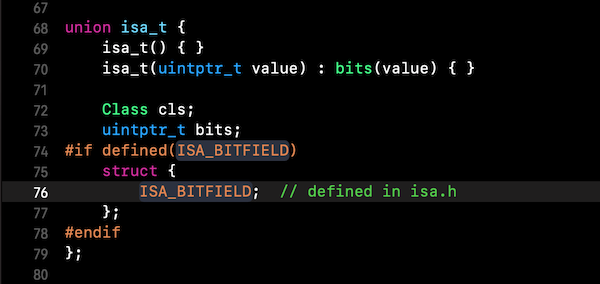 67
68 union isa_t {
69     isa_t() { }
70     isa_t(uintptr_t value) : bits(value) { }
71
72     Class cls;
73     uintptr_t bits;
74 #if defined(ISA_BITFIELD)
75     struct {
76         ISA_BITFIELD;  // defined in isa.h
77     };
78 #endif
79 };
80